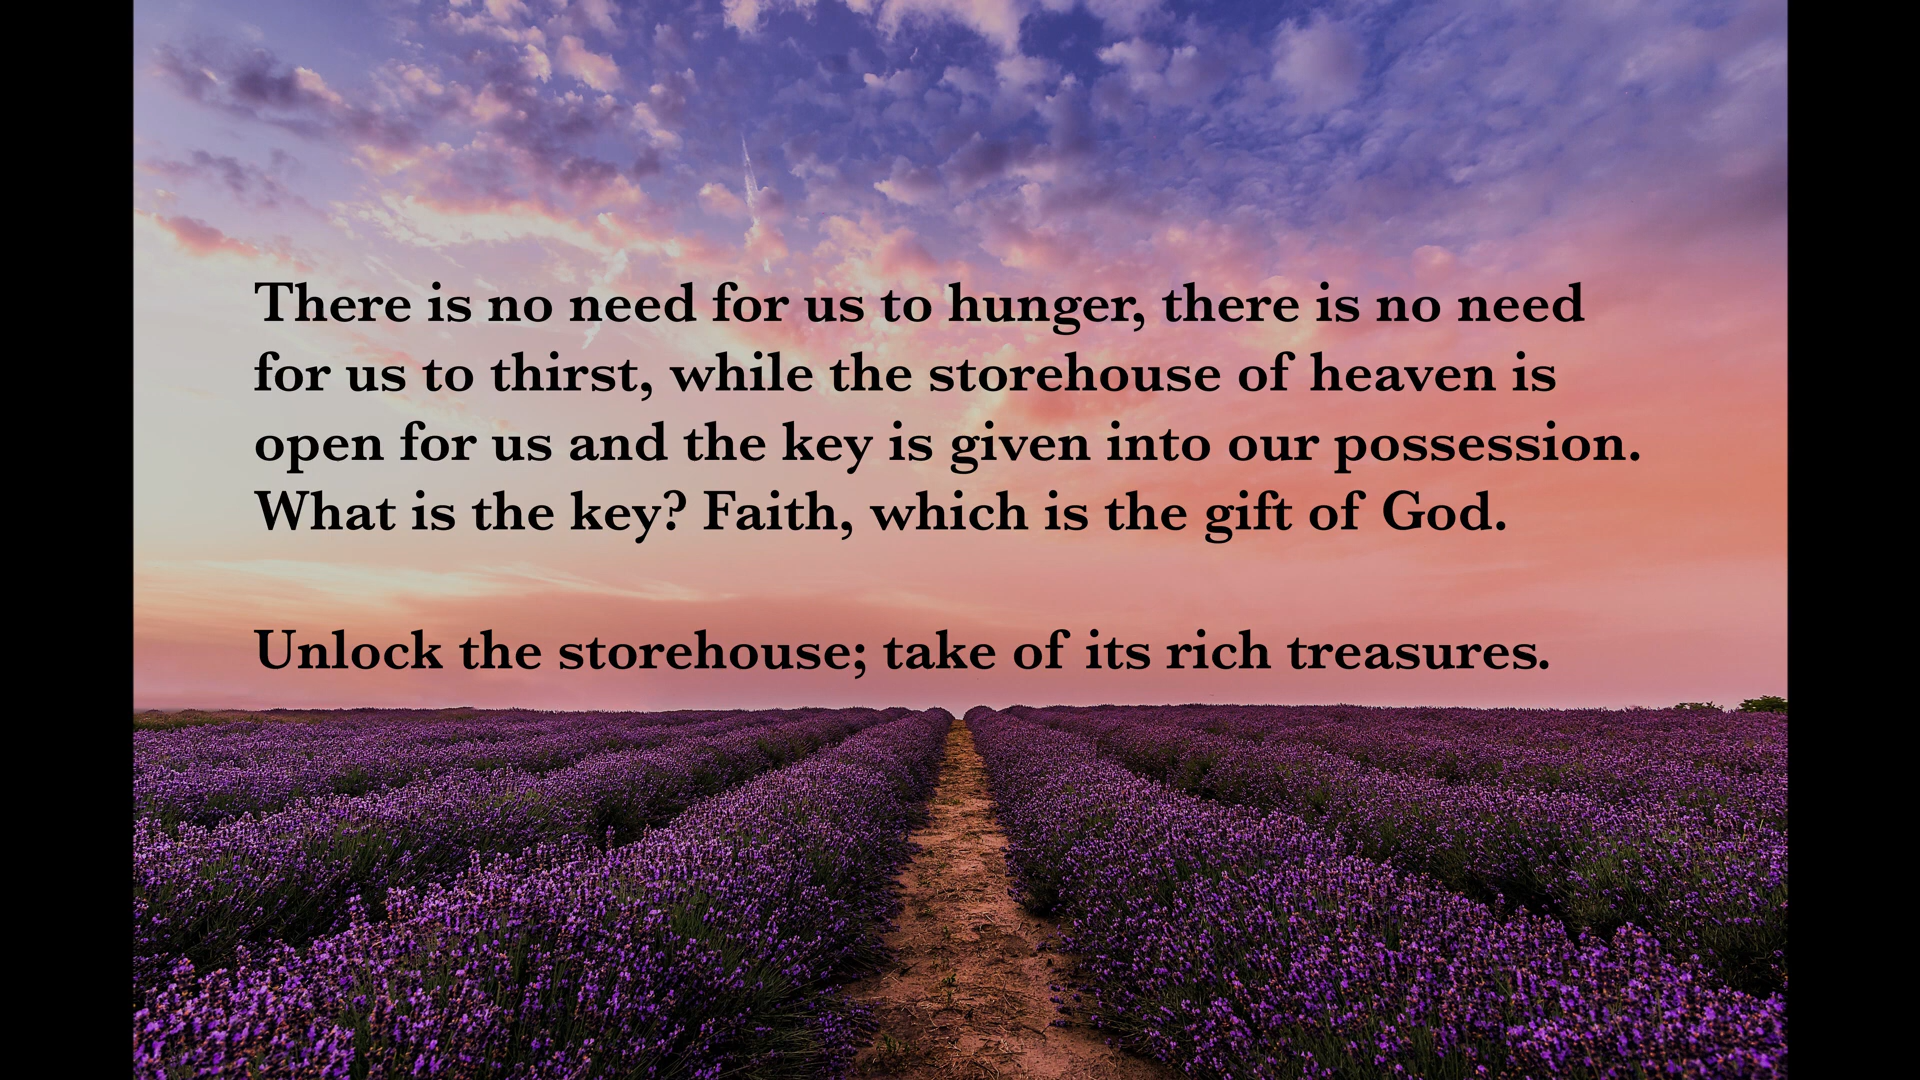 There is no need for us to hunger, there is no need
for us to thirst, while the storehouse of heaven is
open for us and the key is given into our possession.
What is the key? Faith, which is the gift of God.
Unlock the storehouse; take of its rich treasures.